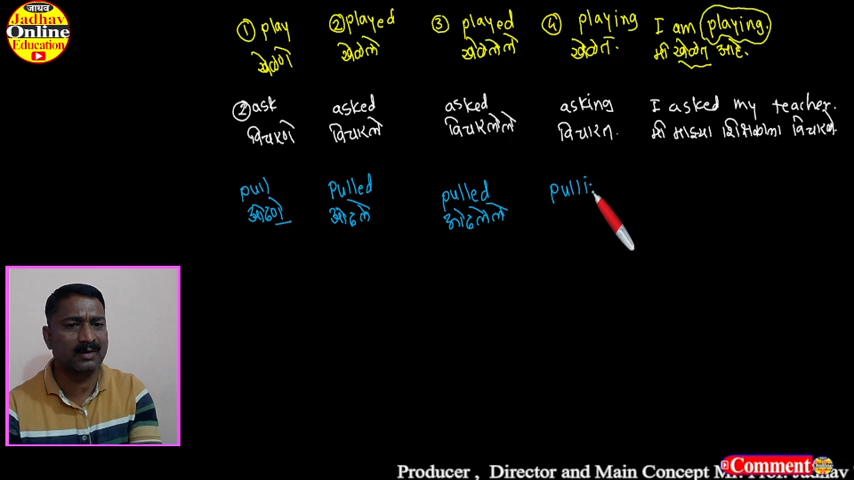 जाधव
Jadhav
Online
Education
① play ② played ③ played ④ playing I am playing.
खेळणे खेळले खेळलेले खेळत. मी खेळत आहे.
② ask asked asked asking I asked my teacher.
विचारणे विचारले विचारलेले विचारत. मी माझ्या शिक्षकांना विचारले.
pull Pulled pulled pulli
ओढणे ओढले ओढलेले
Comment
Producer , Director and Main Concept Mr. Prof. Jadhav